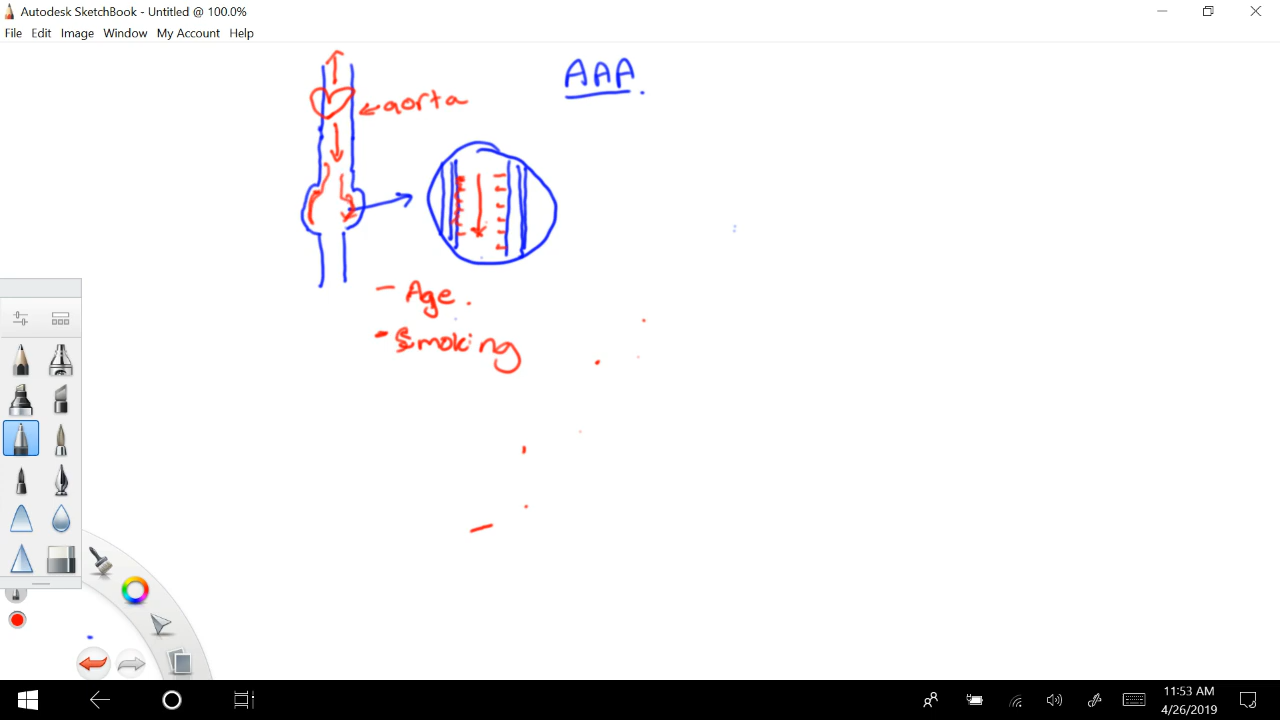 Autodesk SketchBook - Untitled @ 100.0%
File Edit Image Window My Account Help
AAA.
←aorta
- Age.
- Smoking
11:53 AM
4/26/2019